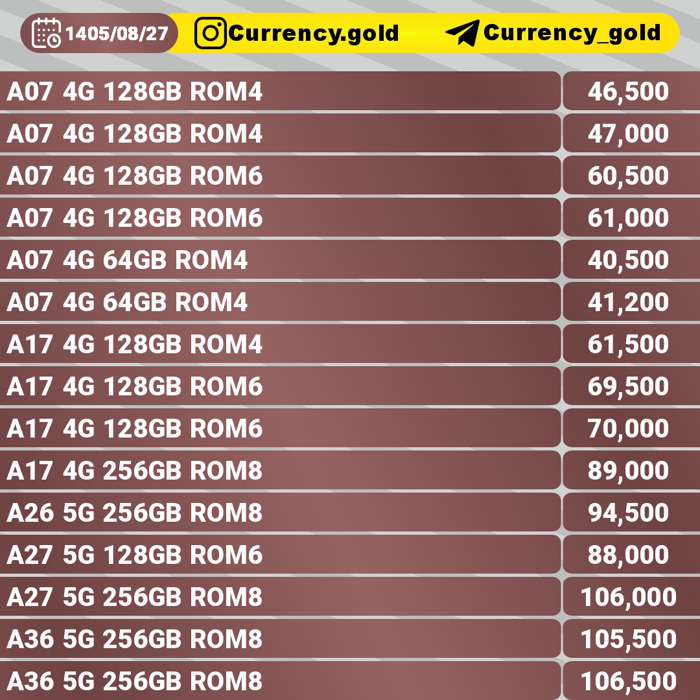 1405/08/27 Currency.gold Currency_gold
A07 4G 128GB ROM4 46,500
A07 4G 128GB ROM4 47,000
A07 4G 128GB ROM6 60,500
A07 4G 128GB ROM6 61,000
A07 4G 64GB ROM4 40,500
A07 4G 64GB ROM4 41,200
A17 4G 128GB ROM4 61,500
A17 4G 128GB ROM6 69,500
A17 4G 128GB ROM6 70,000
A17 4G 256GB ROM8 89,000
A26 5G 256GB ROM8 94,500
A27 5G 128GB ROM6 88,000
A27 5G 256GB ROM8 106,000
A36 5G 256GB ROM8 105,500
A36 5G 256GB ROM8 106,500